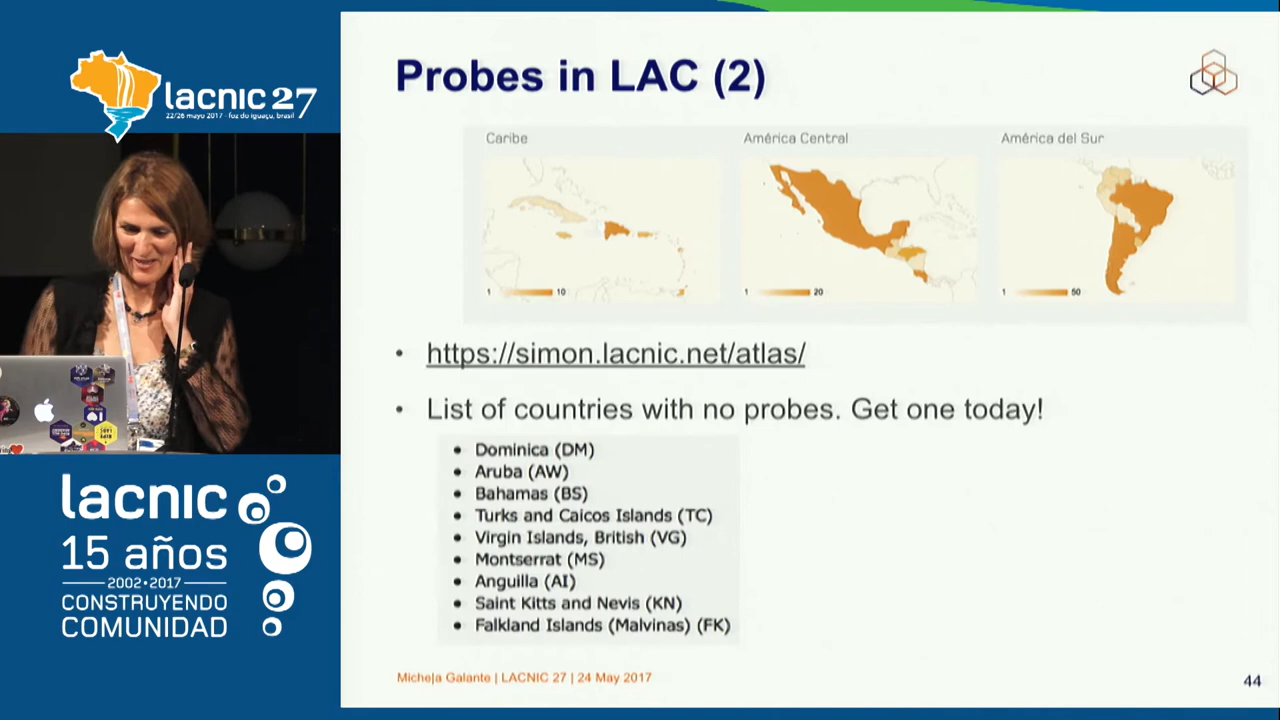 lacnic 27
22/26 mayo 2017 - foz do iguaçu, brasil
lacnic
15 años
2002•2017
CONSTRUYENDO
COMUNIDAD
Probes in LAC (2)
Caribe
América Central
América del Sur
1 10
1 20
1 50
• https://simon.lacnic.net/atlas/
• List of countries with no probes. Get one today!
• Dominica (DM)
• Aruba (AW)
• Bahamas (BS)
• Turks and Caicos Islands (TC)
• Virgin Islands, British (VG)
• Montserrat (MS)
• Anguilla (AI)
• Saint Kitts and Nevis (KN)
• Falkland Islands (Malvinas) (FK)
Michela Galante | LACNIC 27 | 24 May 2017
44